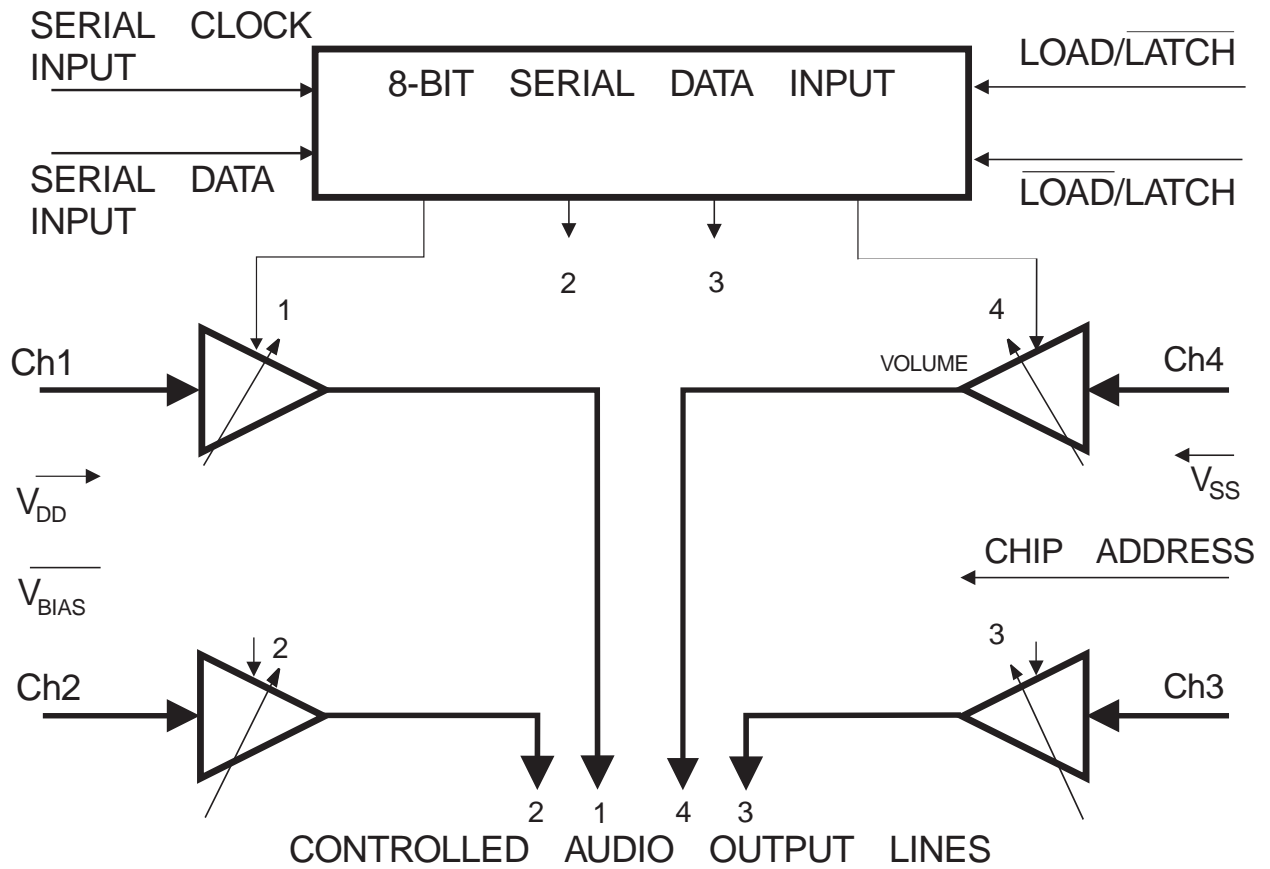 SERIAL CLOCK
INPUT
8-BIT SERIAL DATA INPUT
LOAD/LATCH
SERIAL DATA
INPUT
LOAD/LATCH
2
3
1
4
Ch1
VOLUME
Ch4
VDD
VSS
CHIP ADDRESS
VBIAS
2
3
Ch2
Ch3
2 1 4 3
CONTROLLED AUDIO OUTPUT LINES